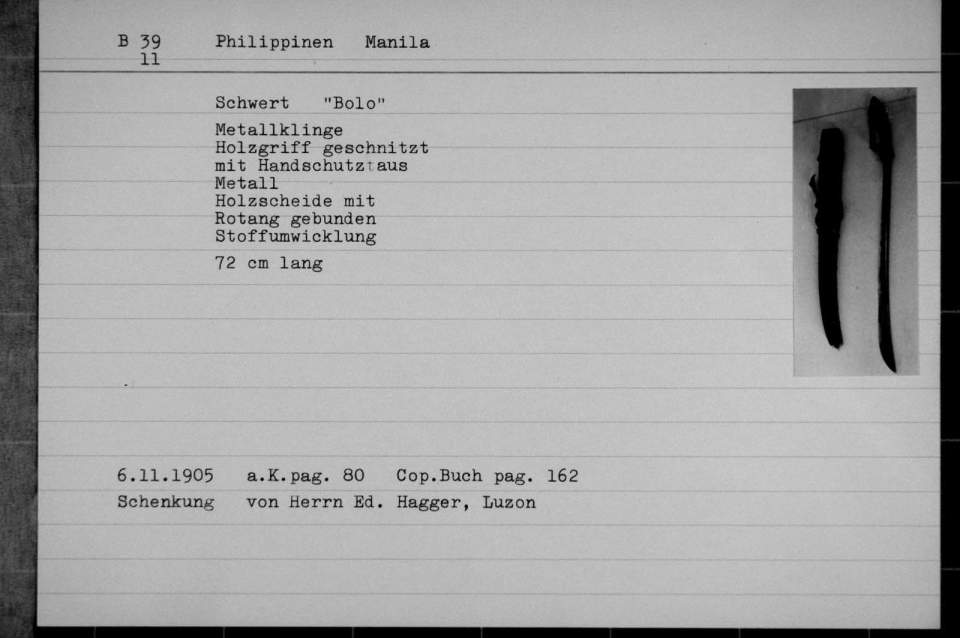 B 39 Philippinen Manila
11
Schwert "Bolo"
Metallklinge
Holzgriff geschnitzt
mit Handschutz aus
Metall
Holzscheide mit
Rotang gebunden
Stoffumwicklung
72 cm lang
6.11.1905 a.K.pag. 80 Cop.Buch pag. 162
Schenkung von Herrn Ed. Hagger, Luzon